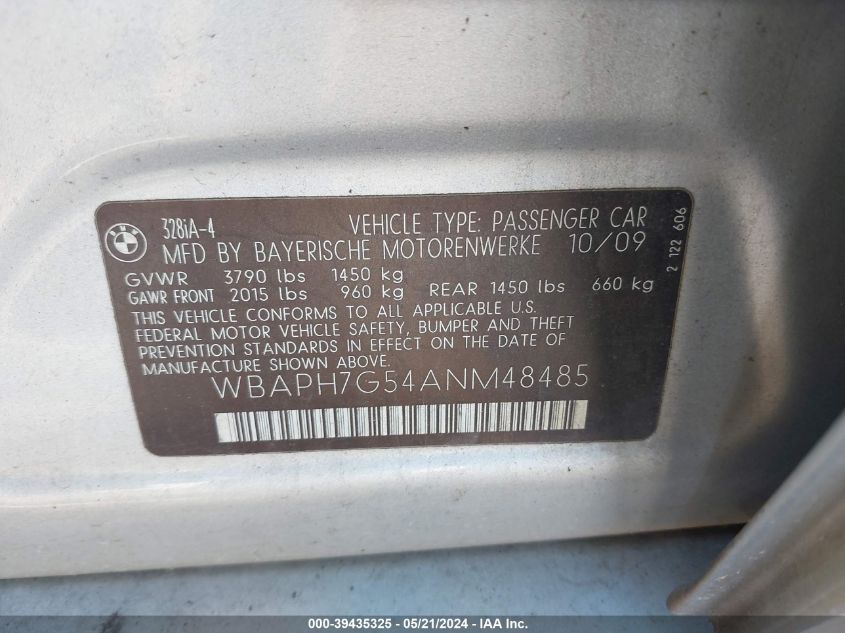 BMW
328iA-4 VEHICLE TYPE: PASSENGER CAR
MFD BY BAYERISCHE MOTORENWERKE 10/09
GVWR 3790 lbs 1450 kg
GAWR FRONT 2015 lbs 960 kg REAR 1450 lbs 660 kg
THIS VEHICLE CONFORMS TO ALL APPLICABLE U.S.
FEDERAL MOTOR VEHICLE SAFETY, BUMPER AND THEFT
PREVENTION STANDARDS IN EFFECT ON THE DATE OF
MANUFACTURE SHOWN ABOVE.
WBAPH7G54ANM48485
2 122 606
000-39435325 - 05/21/2024 - IAA Inc.